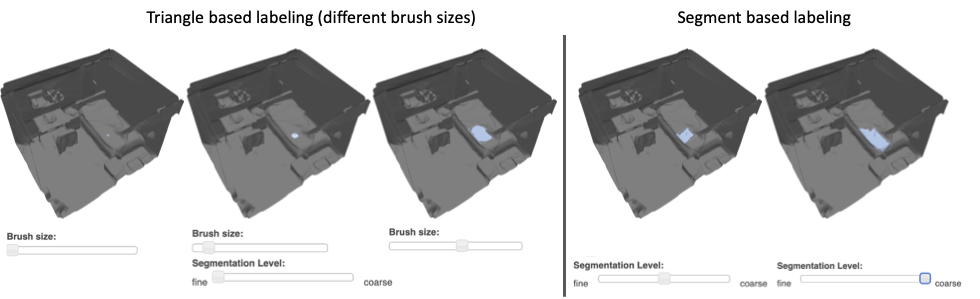 Triangle based labeling (different brush sizes)
Segment based labeling
Brush size:
Brush size:
Brush size:
Segmentation Level:
fine
coarse
Segmentation Level:
fine
coarse
Segmentation Level:
fine
coarse